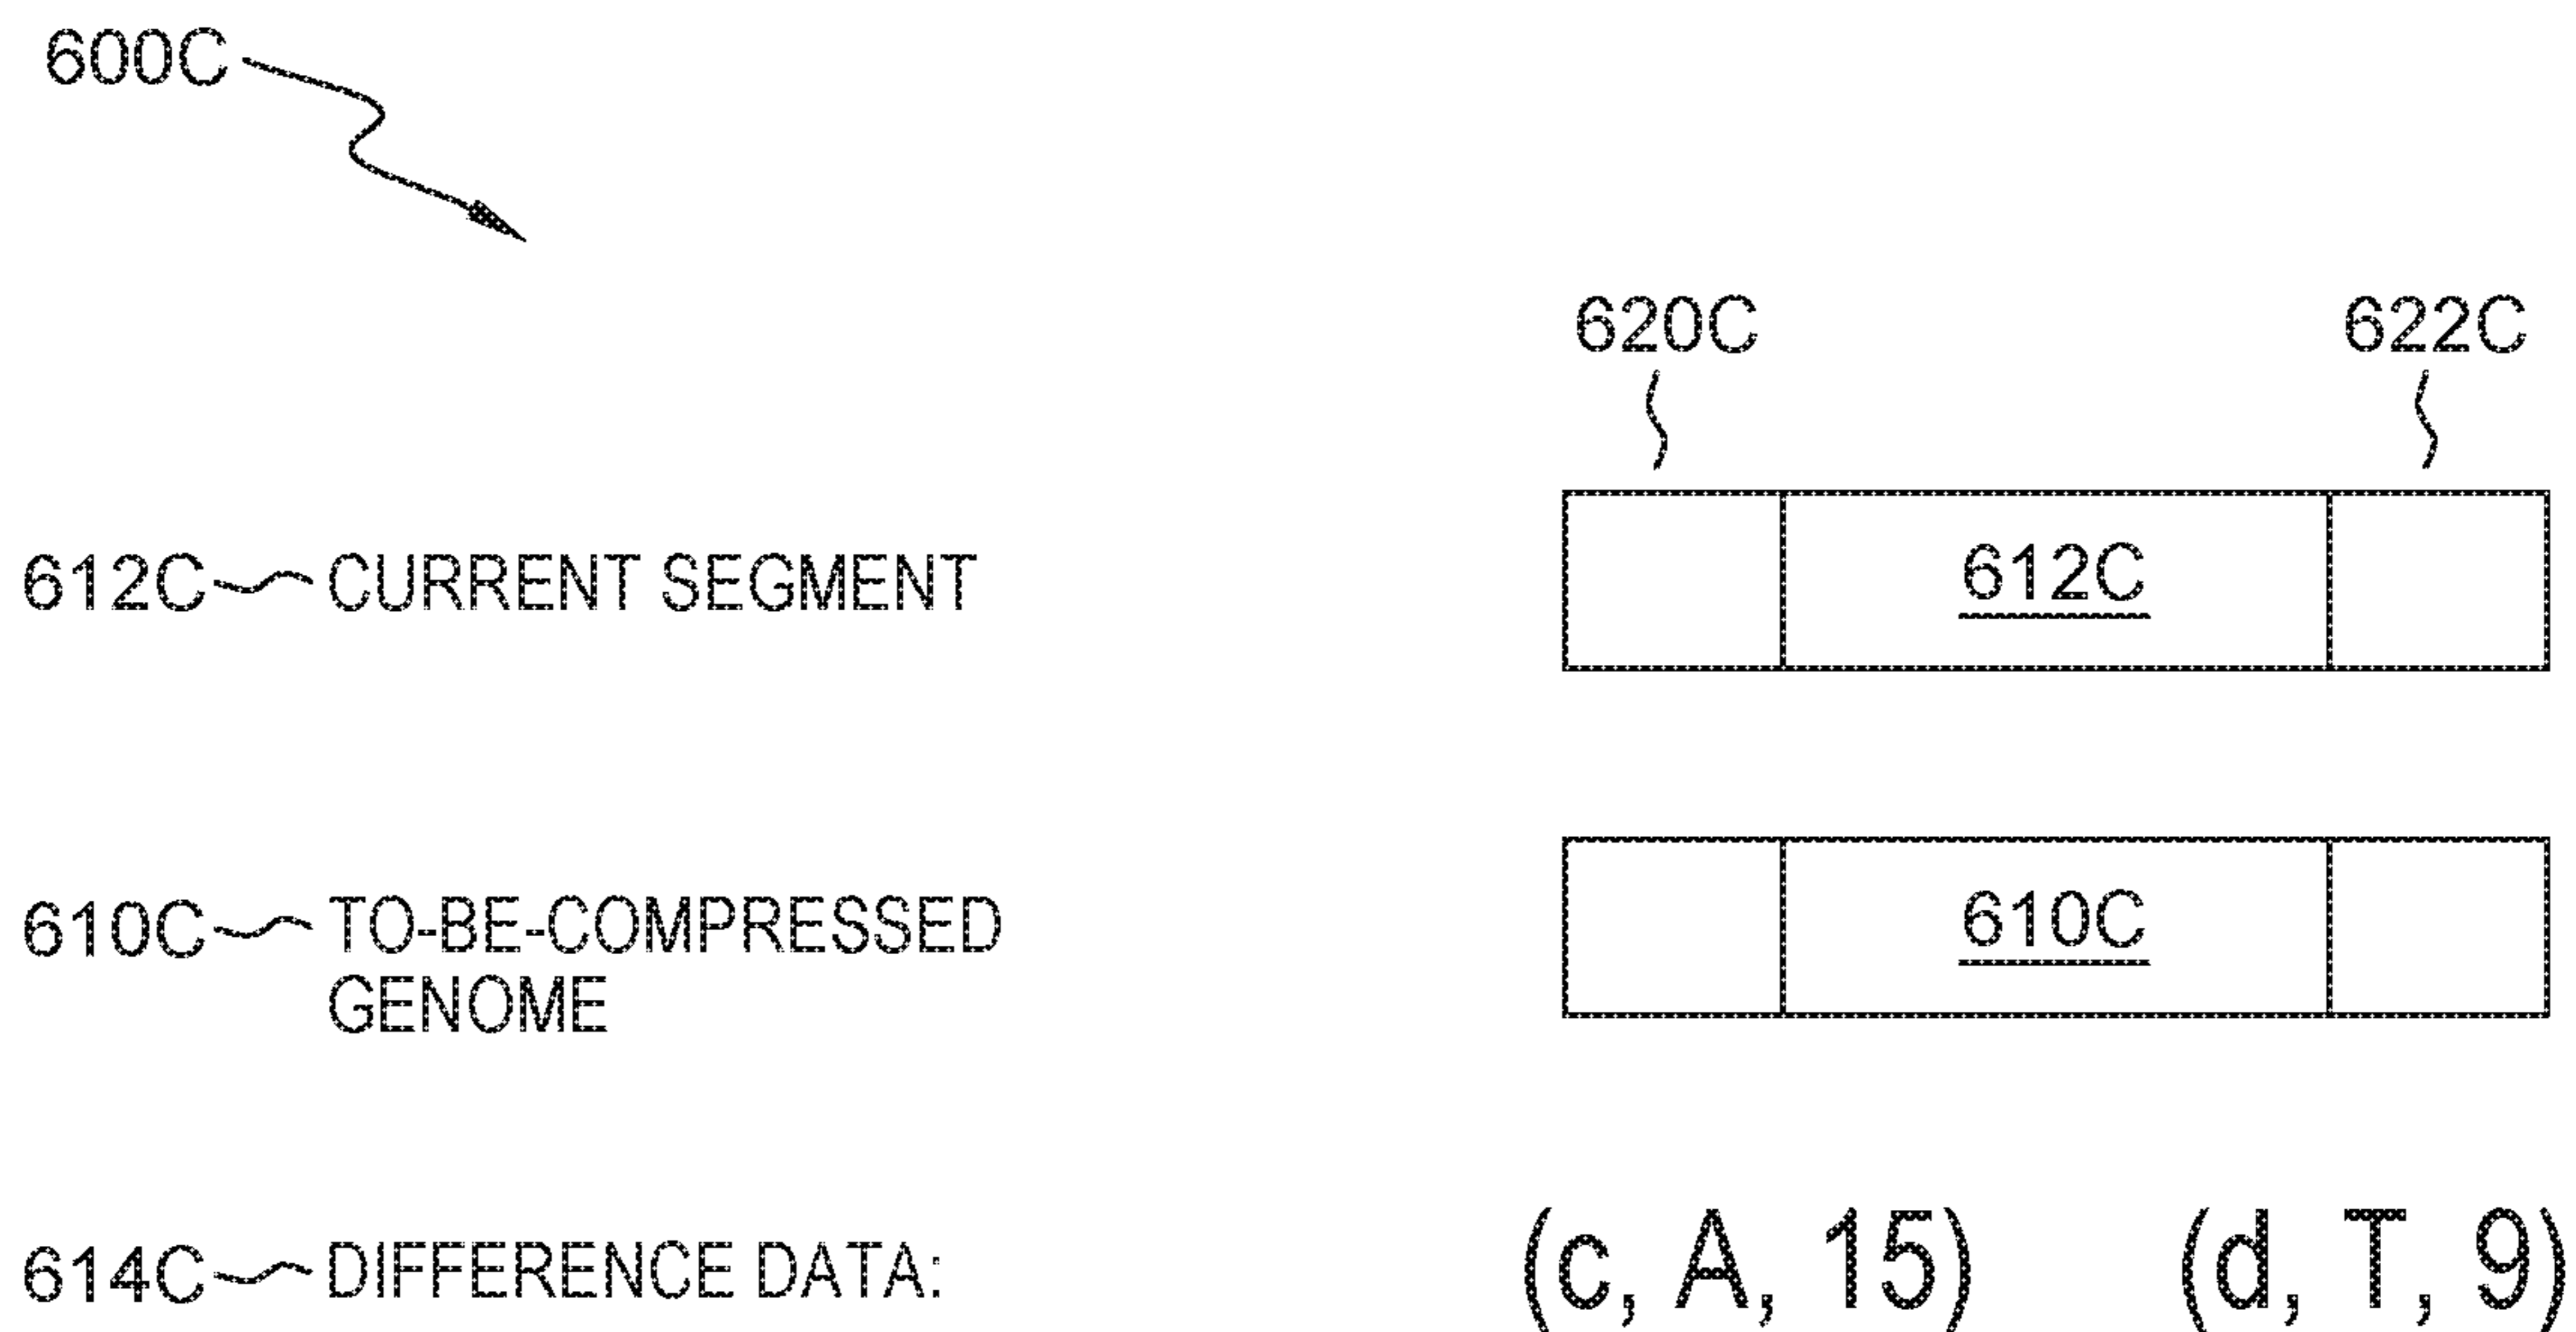 600C
620C 622C
612C CURRENT SEGMENT 612C
610C TO-BE-COMPRESSED GENOME 610C
614C DIFFERENCE DATA: (c, A, 15) (d, T, 9)